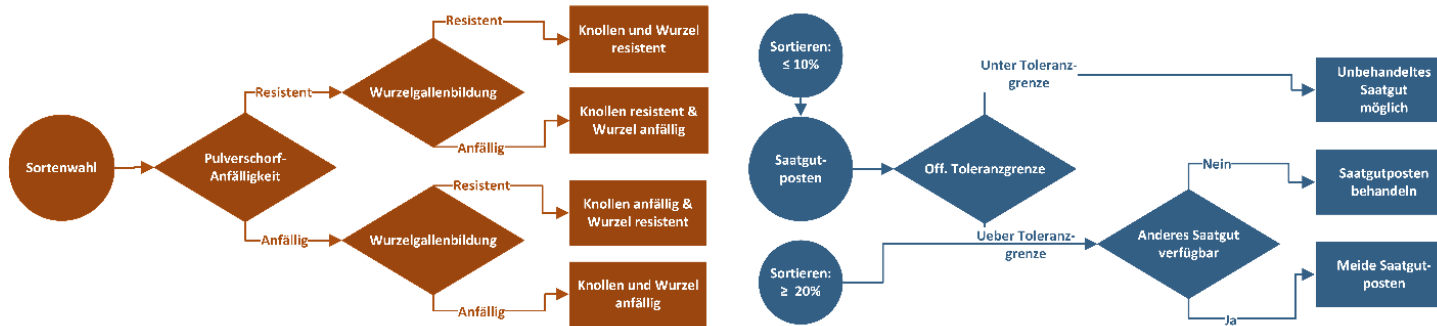 Sortenwahl
Pulverschorf-
Anfälligkeit
Resistent
Anfällig
Wurzelgallenbildung
Resistent
Anfällig
Knollen und Wurzel
resistent
Knollen resistent &
Wurzel anfällig
Wurzelgallenbildung
Resistent
Anfällig
Knollen anfällig &
Wurzel resistent
Knollen und Wurzel
anfällig
Sortieren:
≤ 10%
Saatgut-
posten
Sortieren:
≥ 20%
Off. Toleranzgrenze
Unter Toleranz-
grenze
Ueber Toleranz-
grenze
Unbehandeltes
Saatgut
möglich
Anderes Saatgut
verfügbar
Nein
Ja
Saatgutposten
behandeln
Meide Saatgut-
posten